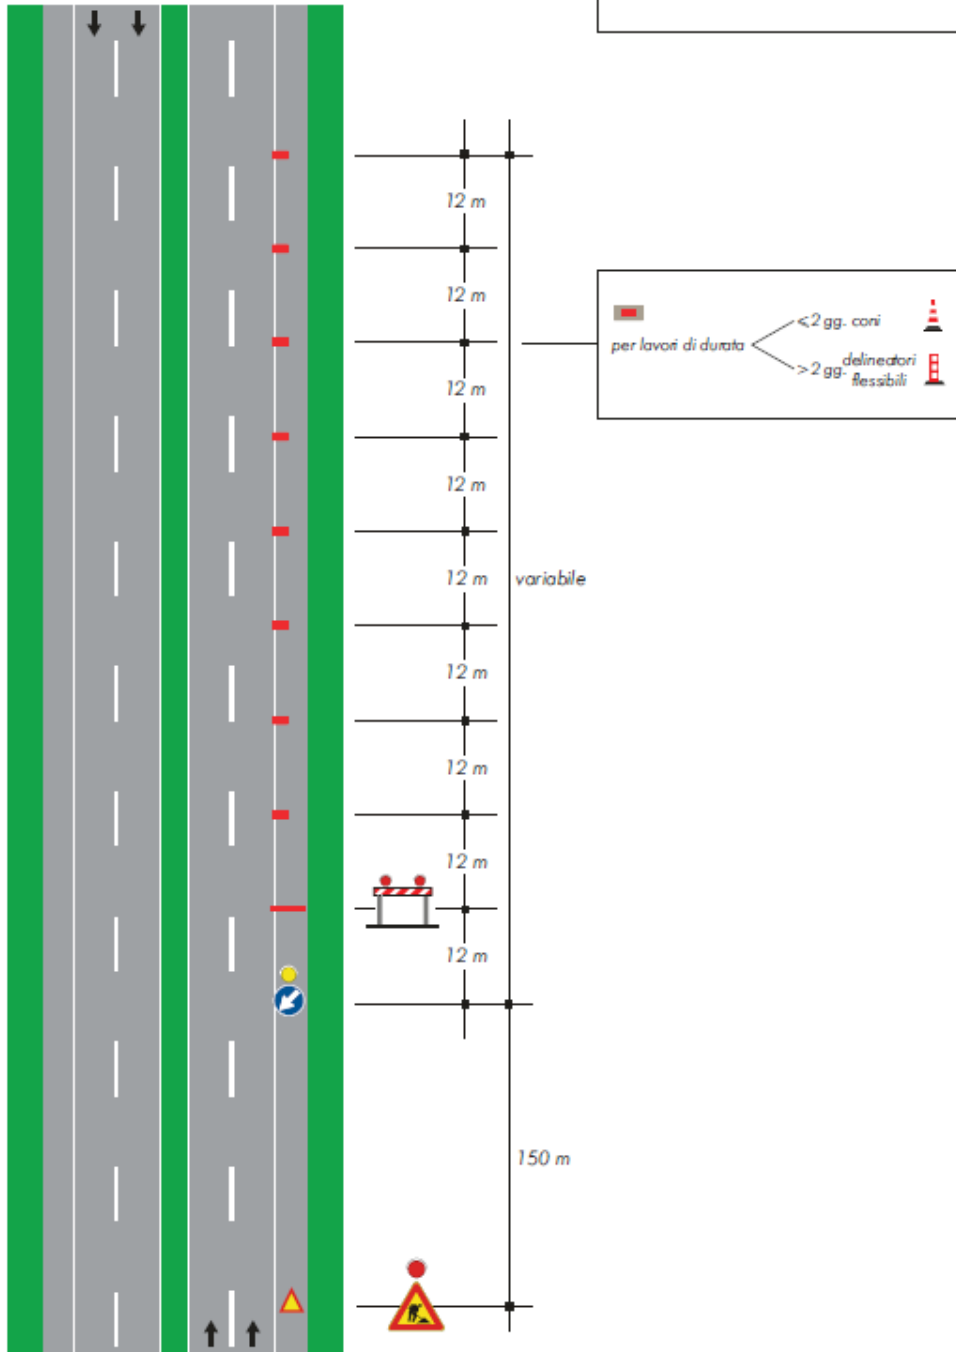 12 m
12 m
≤2 gg. coni
per lavori di durata
>2 gg. delineatori
flessibili
12 m
12 m
12 m
variabile
12 m
12 m
12 m
12 m
150 m